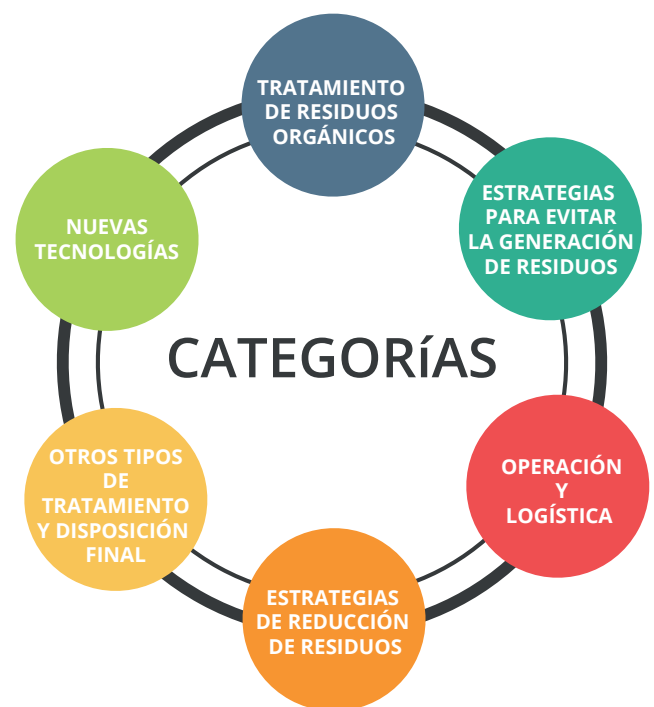 TRATAMIENTO
DE RESIDUOS
ORGÁNICOS
ESTRATEGIAS
PARA EVITAR
LA GENERACIÓN
DE RESIDUOS
NUEVAS
TECNOLOGÍAS
CATEGORíAS
OTROS TIPOS
DE
TRATAMIENTO
Y DISPOSICIÓN
FINAL
OPERACIÓN
Y
LOGÍSTICA
ESTRATEGIAS
DE REDUCCIÓN
DE RESIDUOS